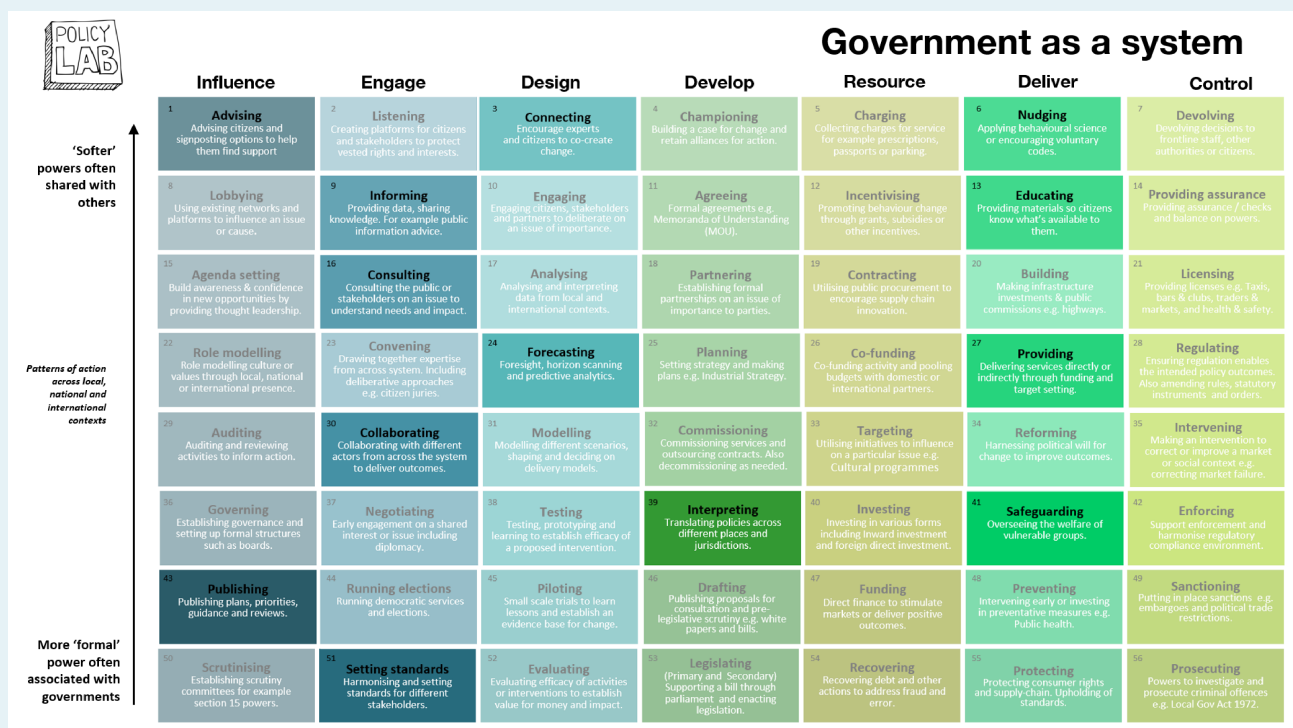 POLICY
LAB
Government as a system
Influence
Engage
Design
Develop
Resource
Deliver
Control
'Softer'
powers often
shared with
others
Patterns of action
across local,
national and
international
contexts
More 'formal'
power often
associated with
governments
1
Advising
Advising citizens and
signposting options to help
them find support
2
Listening
Creating platforms for citizens
and stakeholders to protect
vested rights and interests.
3
Connecting
Encourage experts
and citizens to co-create
change.
4
Championing
Building a case for change and
retain alliances for action.
5
Charging
Collecting charges for service
for example prescriptions,
passports or parking.
6
Nudging
Applying behavioural science
or encouraging voluntary
codes.
7
Devolving
Devolving decisions to
frontline staff, other
authorities or citizens.
8
Lobbying
Using existing networks and
platforms to influence an issue
or cause.
9
Informing
Providing data, sharing
knowledge. For example public
information advice.
10
Engaging
Engaging citizens, stakeholders
and partners to deliberate on
an issue of importance.
11
Agreeing
Formal agreements e.g.
Memoranda of Understanding
(MOU).
12
Incentivising
Promoting behaviour change
through grants, subsidies or
other incentives.
13
Educating
Providing materials so citizens
know what's available to
them.
14
Providing assurance
Providing assurance / checks
and balance on powers.
15
Agenda setting
Build awareness & confidence
in new opportunities by
providing thought leadership.
16
Consulting
Consulting the public or
stakeholders on an issue to
understand needs and impact.
17
Analysing
Analysing and interpreting
data from local and
international contexts.
18
Partnering
Establishing formal
partnerships on an issue of
importance to parties.
19
Contracting
Utilising public procurement to
encourage supply chain
innovation.
20
Building
Making infrastructure
investments & public
commissions e.g. highways.
21
Licensing
Providing licenses e.g. Taxis,
bars & clubs, traders &
markets, and health & safety.
22
Role modelling
Role modelling culture or
values through local, national
or international presence.
23
Convening
Drawing together expertise
from across system. Including
deliberative approaches
e.g. citizen juries.
24
Forecasting
Foresight, horizon scanning
and predictive analytics.
25
Planning
Setting strategy and making
plans e.g. Industrial Strategy.
26
Co-funding
Co-funding activity and pooling
budgets with domestic or
international partners.
27
Providing
Delivering services directly or
indirectly through funding and
target setting.
28
Regulating
Ensuring regulation enables
the intended policy outcomes.
Also amending rules, statutory
instruments and orders.
29
Auditing
Auditing and reviewing
activities to inform action.
30
Collaborating
Collaborating with different
actors from across the system
to deliver outcomes.
31
Modelling
Modelling different scenarios,
shaping and deciding on
delivery models.
32
Commissioning
Commissioning services and
outsourcing contracts. Also
decommissioning as needed.
33
Targeting
Utilising initiatives to influence
on a particular issue e.g.
Cultural programmes
34
Reforming
Harnessing political will for
change to improve outcomes.
35
Intervening
Making an intervention to
correct or improve a market
or social context e.g.
correcting market failure.
36
Governing
Establishing governance and
setting up formal structures
such as boards.
37
Negotiating
Early engagement on a shared
interest or issue including
diplomacy.
38
Testing
Testing, prototyping and
learning to establish efficacy of
a proposed intervention.
39
Interpreting
Translating policies across
different places and
jurisdictions.
40
Investing
Investing in various forms
including Inward investment
and foreign direct investment.
41
Safeguarding
Overseeing the welfare of
vulnerable groups.
42
Enforcing
Support enforcement and
harmonise regulatory
compliance environment.
43
Publishing
Publishing plans, priorities,
guidance and reviews.
44
Running elections
Running democratic services
and elections.
45
Piloting
Small scale trials to learn
lessons and establish an
evidence base for change.
46
Drafting
Publishing proposals for
consultation and pre-
legislative scrutiny e.g. white
papers and bills.
47
Funding
Direct finance to stimulate
markets or deliver positive
outcomes.
48
Preventing
Intervening early or investing
in preventative measures e.g.
Public health.
49
Sanctioning
Putting in place sanctions e.g.
embargoes and political trade
restrictions.
50
Scrutinising
Establishing scrutiny
committees for example
section 15 powers.
51
Setting standards
Harmonising and setting
standards for different
stakeholders.
52
Evaluating
Evaluating efficacy of activities
or interventions to establish
value for money and impact.
53
Legislating
(Primary and Secondary)
Supporting a bill through
parliament and enacting
legislation.
54
Recovering
Recovering debt and other
actions to address fraud and
error.
55
Protecting
Protecting consumer rights
and supply-chain. Upholding of
standards.
56
Prosecuting
Powers to investigate and
prosecute criminal offences
e.g. Local Gov Act 1972.